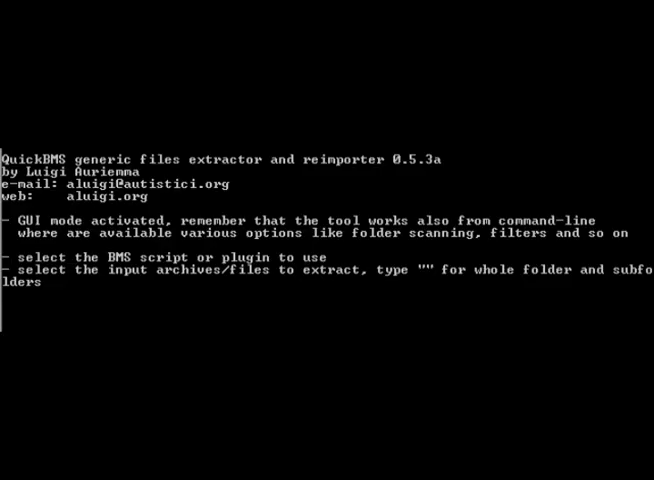 QuickBMS generic files extractor and reimporter 0.5.3a
by Luigi Auriemma
e-mail: aluigi@autistici.org
web:    aluigi.org
- GUI mode activated, remember that the tool works also from command-line
  where are available various options like folder scanning, filters and so on
- select the BMS script or plugin to use
- select the input archives/files to extract, type "" for whole folder and subfo
lders